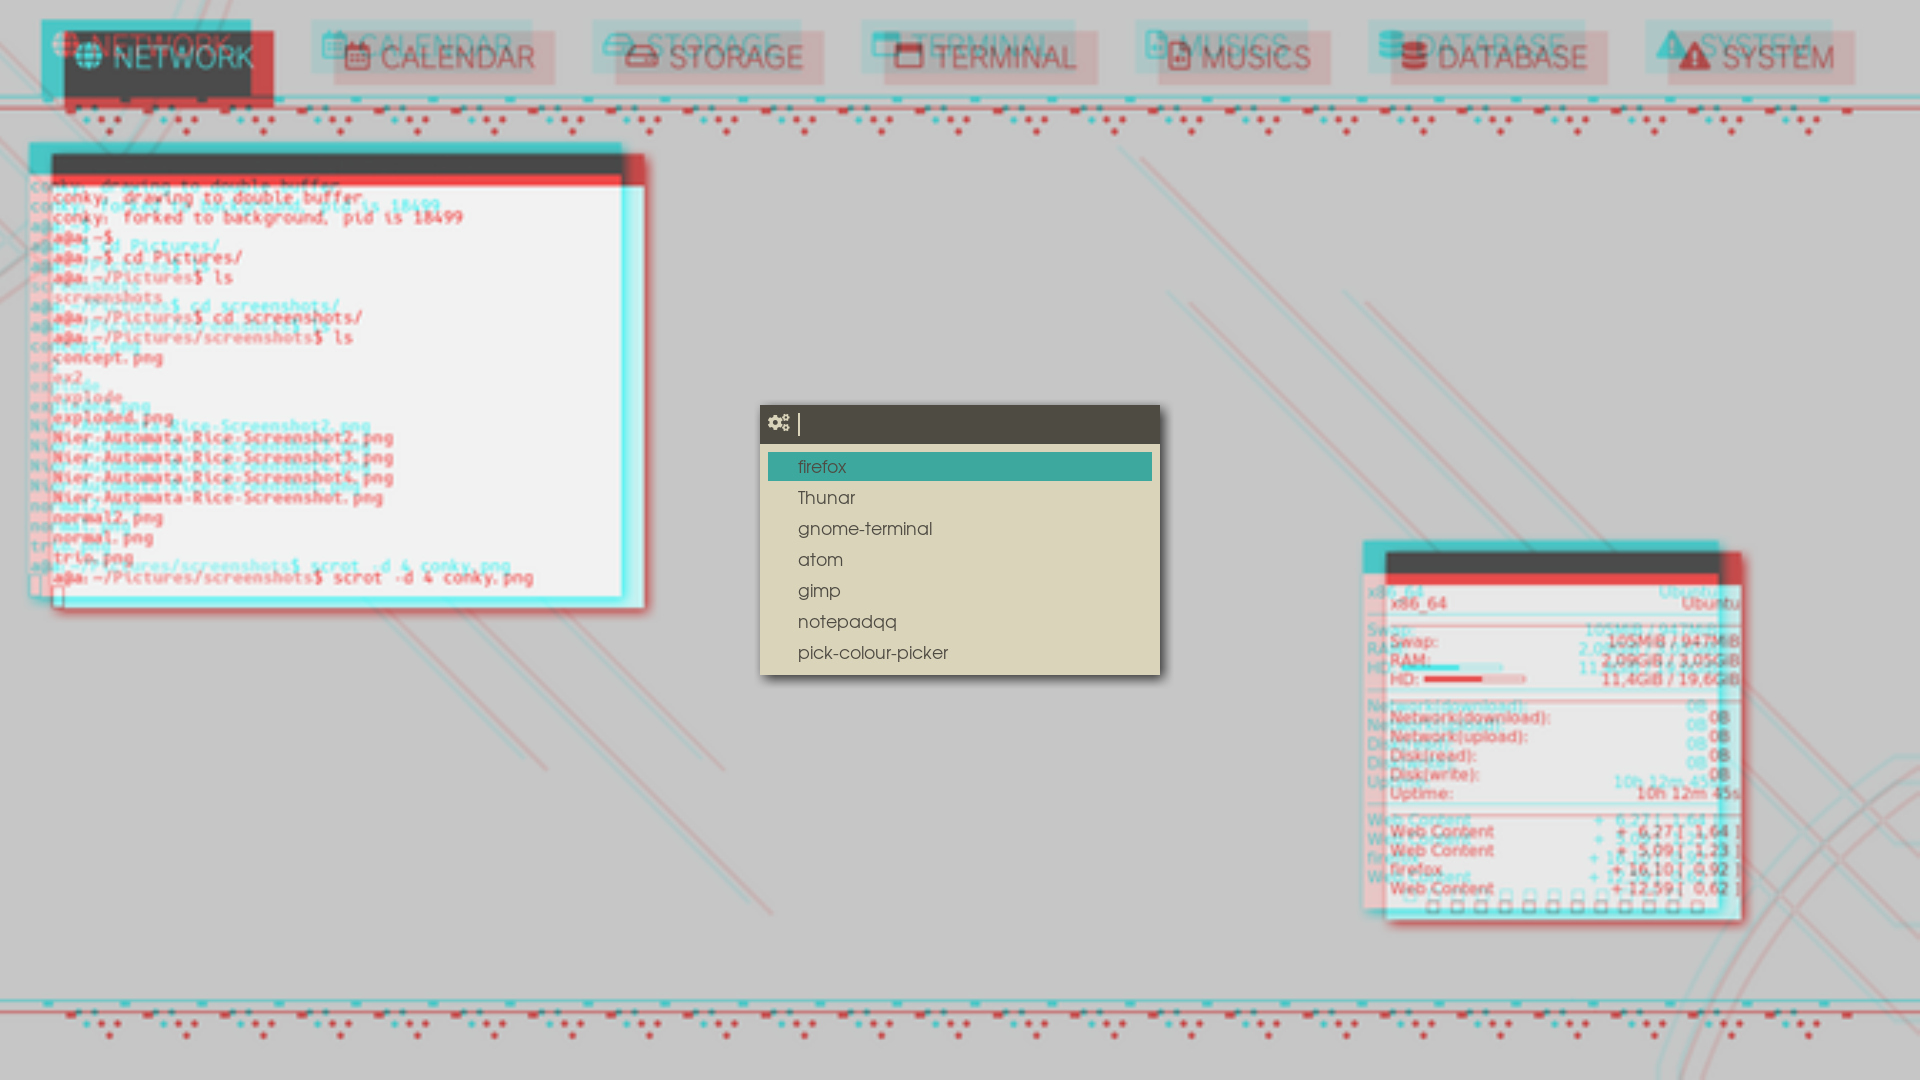 NETWORK
CALENDAR
STORAGE
TERMINAL
MUSICS
DATABASE
SYSTEM
conky: drawing to double buffer
conky: forked to background, pid is 18499
a@a:~$
a@a:~$ cd Pictures/
a@a:~/Pictures$ ls
screenshots
a@a:~/Pictures$ cd screenshots/
a@a:~/Pictures/screenshots$ ls
concept.png
ex2
explode
exploded.png
Nier-Automata-Rice-Screenshot2.png
Nier-Automata-Rice-Screenshot3.png
Nier-Automata-Rice-Screenshot4.png
Nier-Automata-Rice-Screenshot.png
normal2.png
normal.png
trio.png
a@a:~/Pictures/screenshots$ scrot -d 4 conky.png
firefox
Thunar
gnome-terminal
atom
gimp
notepadqq
pick-colour-picker
x86_64 Ubuntu
Swap: 105MiB / 947MiB
RAM: 2,09GiB / 3,05GiB
HD: 11,4GiB / 19,6GiB
Network(download): 0B
Network(upload): 0B
Disk(read): 0B
Disk(write): 0B
Uptime: 10h 12m 45s
Web Content + 6,27 [ 1,64 ]
Web Content + 5,09 [ 1,23 ]
firefox + 16,10 [ 0,92 ]
Web Content + 12,59 [ 0,62 ]